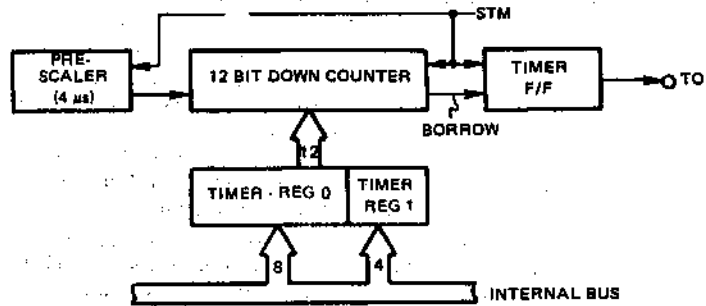 STM
PRE-
SCALER
(4 µs)
12 BIT DOWN COUNTER
TIMER
F/F
TO
BORROW
12
TIMER - REG 0
TIMER
REG 1
8
4
INTERNAL BUS